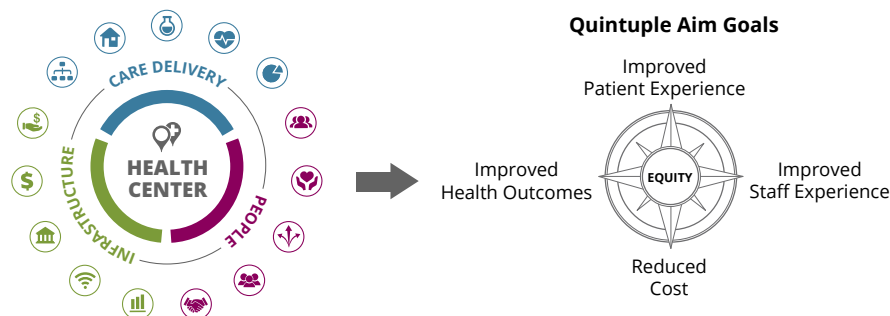 CARE DELIVERY
HEALTH
CENTER
INFRASTRUCTURE
PEOPLE
$
$
Quintuple Aim Goals
Improved
Patient Experience
Improved
Health Outcomes
EQUITY
Improved
Staff Experience
Reduced
Cost